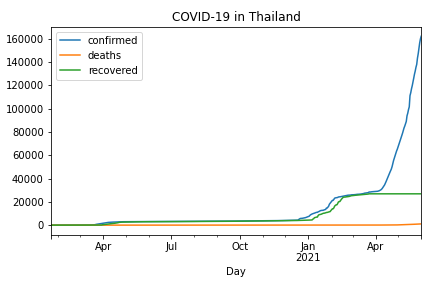 COVID-19 in Thailand
confirmed
deaths
recovered
160000
140000
120000
100000
80000
60000
40000
20000
0
Apr Jul Oct Jan Apr
2021
Day